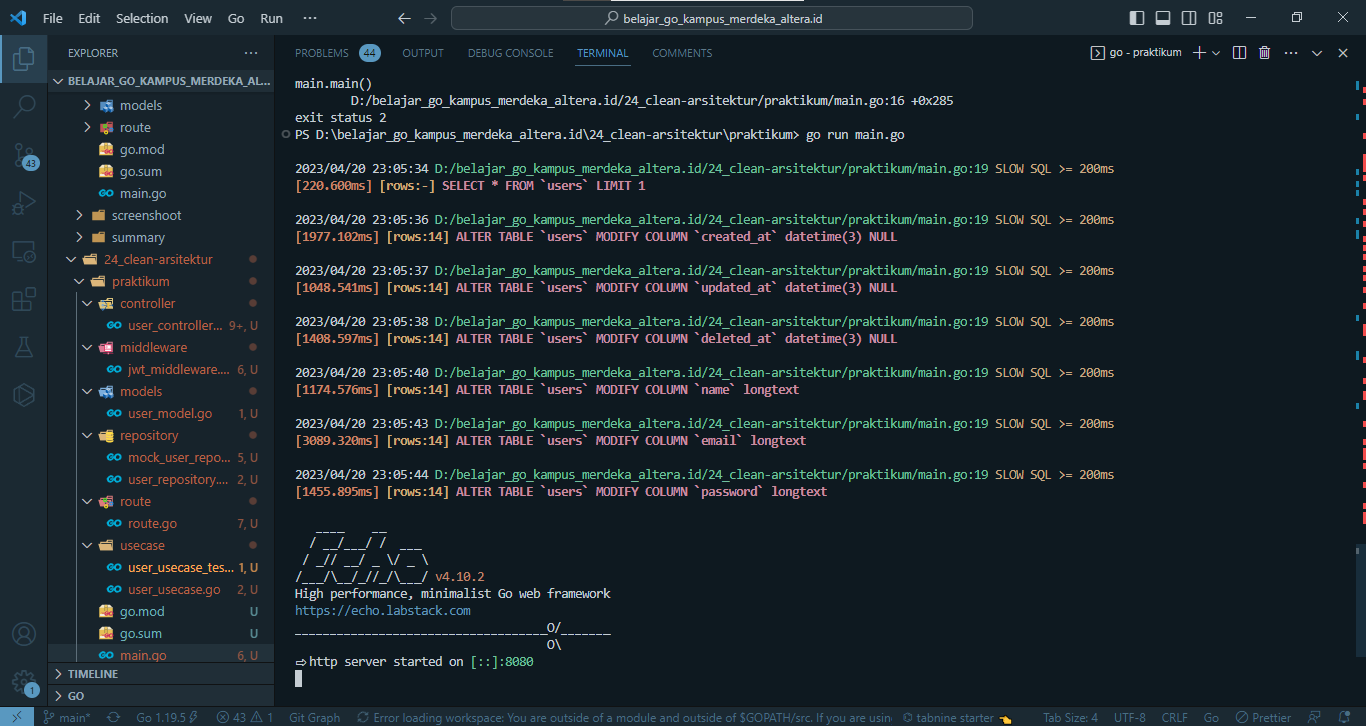 File Edit Selection View Go Run ··· belajar_go_kampus_merdeka_altera.id
EXPLORER ···
BELAJAR_GO_KAMPUS_MERDEKA_AL...
models
route
go.mod
go.sum
main.go
screenshoot
summary
24_clean-arsitektur
praktikum
controller
user_controller... 9+, U
middleware
jwt_middleware.... 6, U
models
user_model.go 1, U
repository
mock_user_repo... 5, U
user_repository.... 2, U
route
route.go 7, U
usecase
user_usecase_tes... 1, U
user_usecase.go 2, U
go.mod U
go.sum U
main.go 6, U
TIMELINE
GO
43
1
PROBLEMS 44 OUTPUT DEBUG CONSOLE TERMINAL COMMENTS go - praktikum
main.main()
D:/belajar_go_kampus_merdeka_altera.id/24_clean-arsitektur/praktikum/main.go:16 +0x285
exit status 2
PS D:\belajar_go_kampus_merdeka_altera.id\24_clean-arsitektur\praktikum> go run main.go
2023/04/20 23:05:34 D:/belajar_go_kampus_merdeka_altera.id/24_clean-arsitektur/praktikum/main.go:19 SLOW SQL >= 200ms
[220.600ms] [rows:-] SELECT * FROM `users` LIMIT 1
2023/04/20 23:05:36 D:/belajar_go_kampus_merdeka_altera.id/24_clean-arsitektur/praktikum/main.go:19 SLOW SQL >= 200ms
[1977.102ms] [rows:14] ALTER TABLE `users` MODIFY COLUMN `created_at` datetime(3) NULL
2023/04/20 23:05:37 D:/belajar_go_kampus_merdeka_altera.id/24_clean-arsitektur/praktikum/main.go:19 SLOW SQL >= 200ms
[1048.541ms] [rows:14] ALTER TABLE `users` MODIFY COLUMN `updated_at` datetime(3) NULL
2023/04/20 23:05:38 D:/belajar_go_kampus_merdeka_altera.id/24_clean-arsitektur/praktikum/main.go:19 SLOW SQL >= 200ms
[1408.597ms] [rows:14] ALTER TABLE `users` MODIFY COLUMN `deleted_at` datetime(3) NULL
2023/04/20 23:05:40 D:/belajar_go_kampus_merdeka_altera.id/24_clean-arsitektur/praktikum/main.go:19 SLOW SQL >= 200ms
[1174.576ms] [rows:14] ALTER TABLE `users` MODIFY COLUMN `name` longtext
2023/04/20 23:05:43 D:/belajar_go_kampus_merdeka_altera.id/24_clean-arsitektur/praktikum/main.go:19 SLOW SQL >= 200ms
[3089.320ms] [rows:14] ALTER TABLE `users` MODIFY COLUMN `email` longtext
2023/04/20 23:05:44 D:/belajar_go_kampus_merdeka_altera.id/24_clean-arsitektur/praktikum/main.go:19 SLOW SQL >= 200ms
[1455.895ms] [rows:14] ALTER TABLE `users` MODIFY COLUMN `password` longtext
   ____    __
  / __/___/ /  ___
 / _// __/ _ \/ _ \
/___/\__/_//_/\___/ v4.10.2
High performance, minimalist Go web framework
https://echo.labstack.com
____________________________________O/_______
                                    O\
⇨ http server started on [::]:8080
main* Go 1.19.5 43 1 Git Graph Error loading workspace: You are outside of a module and outside of $GOPATH/src. If you are usin tabnine starter 👈 Tab Size: 4 UTF-8 CRLF Go Prettier